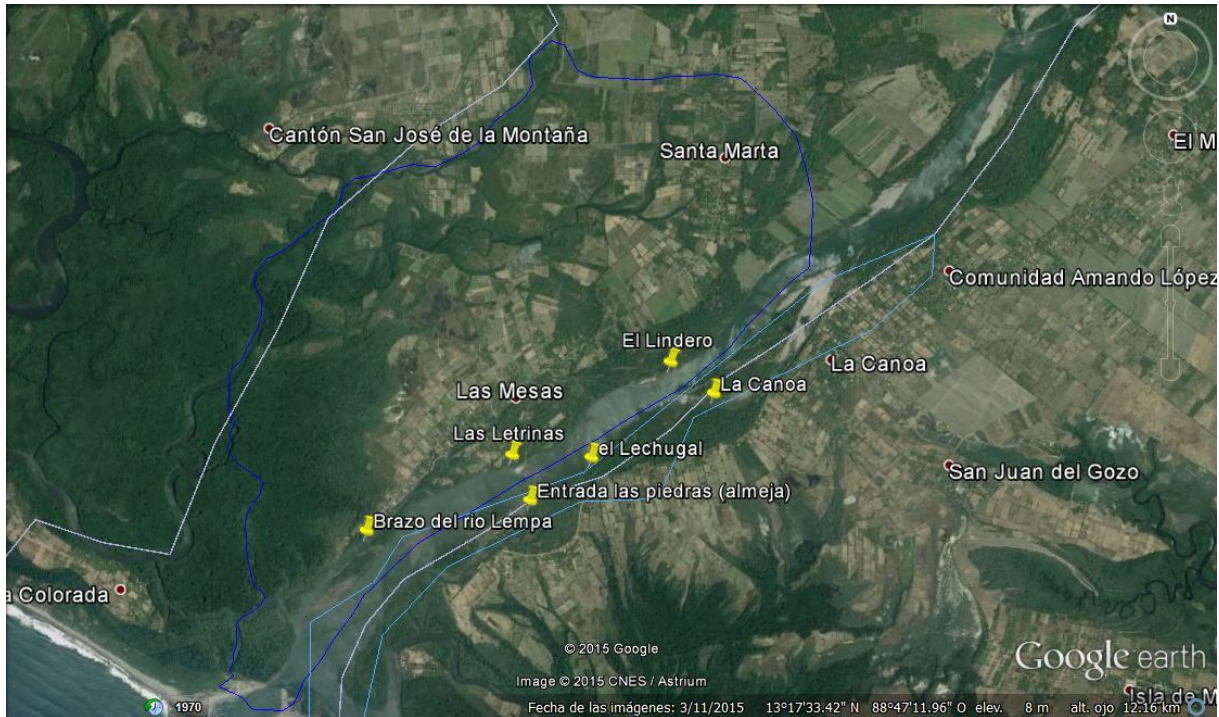 N
Cantón San José de la Montaña
Santa Marta
El M
Comunidad Amando López
El Lindero
La Canoa
La Canoa
Las Mesas
Las Letrinas
el Lechugal
San Juan del Gozo
Entrada las piedras (almeja)
Brazo del rio Lempa
a Colorada
© 2015 Google
Google earth
Image © 2015 CNES / Astrium
Isla de M
1970
Fecha de las imágenes: 3/11/2015 13°17'33.42" N 88°47'11.96" O elev. 8 m alt. ojo 12.16 km